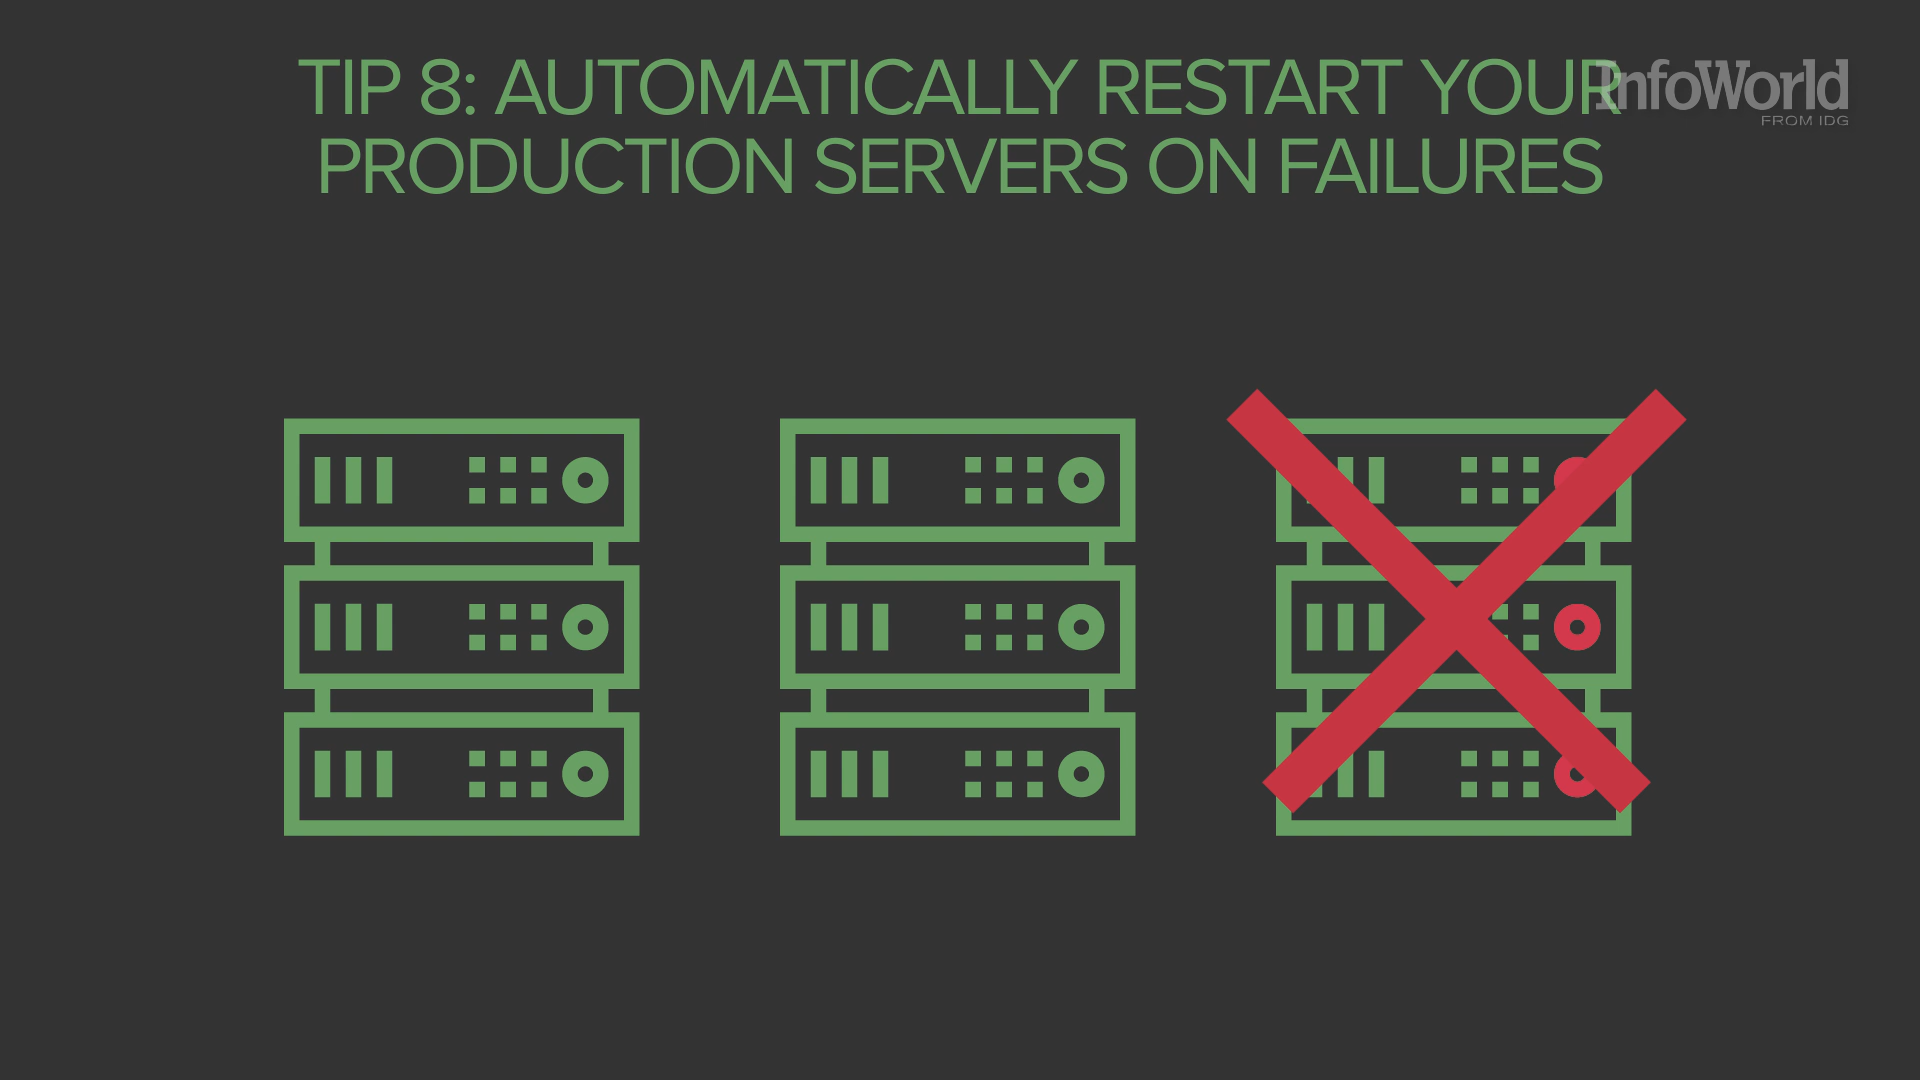 TIP 8: AUTOMATICALLY RESTART YOUR
PRODUCTION SERVERS ON FAILURES
InfoWorld
FROM IDG